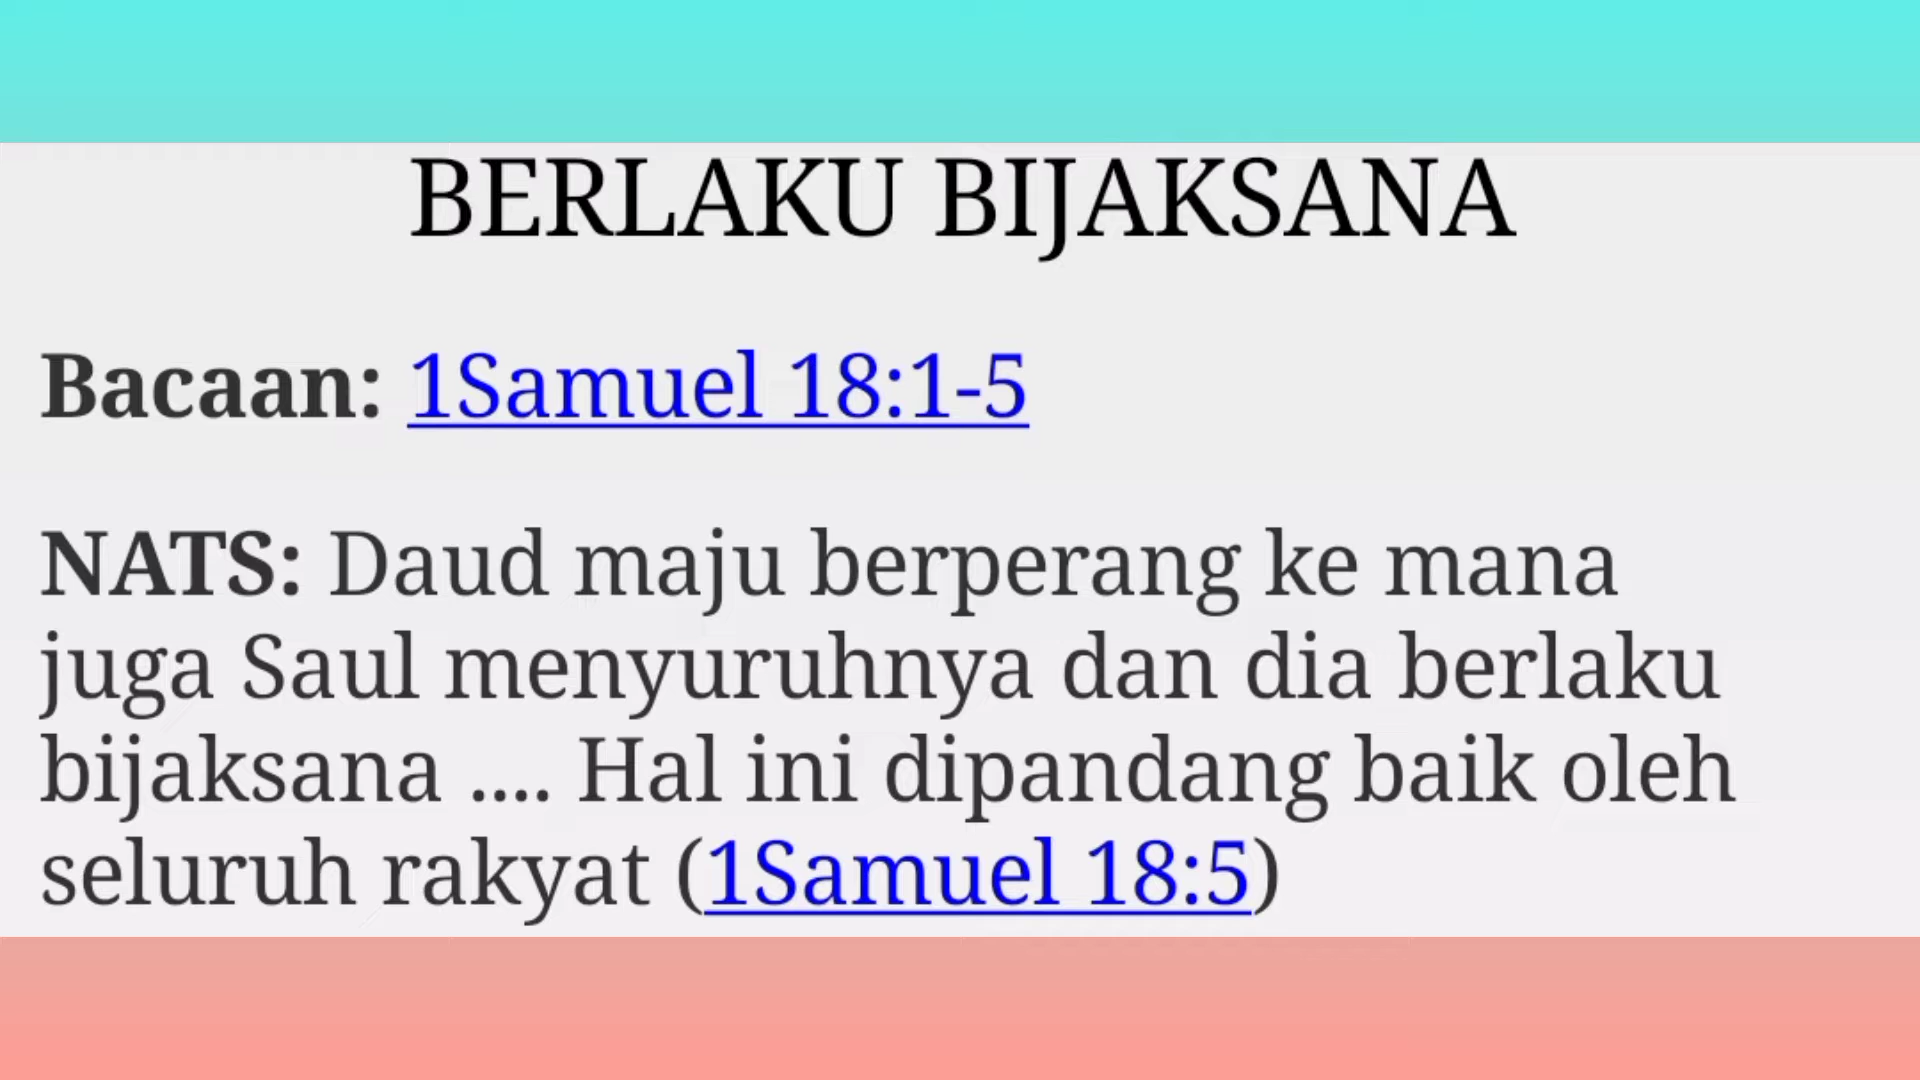 BERLAKU BIJAKSANA
Bacaan: 1Samuel 18:1-5
NATS: Daud maju berperang ke mana
juga Saul menyuruhnya dan dia berlaku
bijaksana .... Hal ini dipandang baik oleh
seluruh rakyat (1Samuel 18:5)